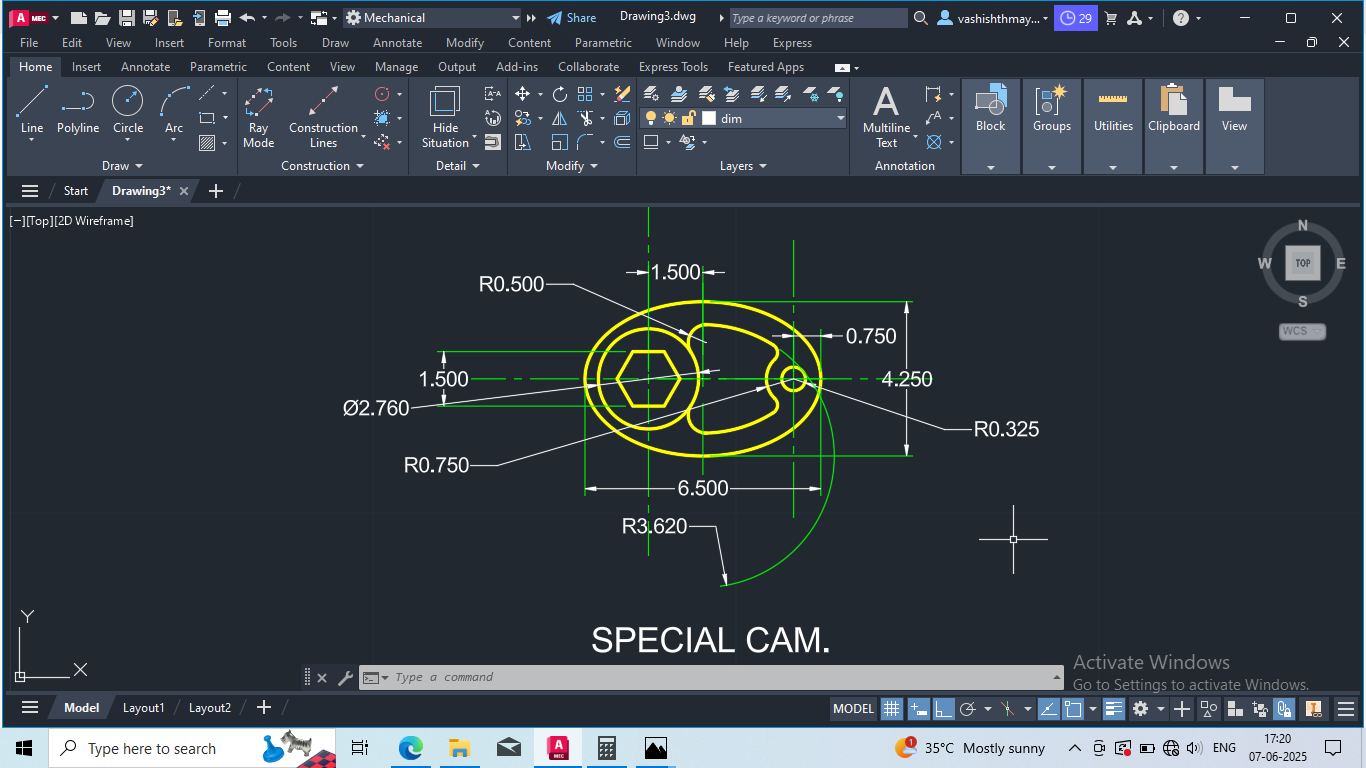 A MEC Mechanical Share Drawing3.dwg Type a keyword or phrase vashishthmay... 29
File Edit View Insert Format Tools Draw Annotate Modify Content Parametric Window Help Express
Home Insert Annotate Parametric Content View Manage Output Add-ins Collaborate Express Tools Featured Apps
Line Polyline Circle Arc Ray Mode Construction Lines Hide Situation dim Multiline Text Block Groups Utilities Clipboard View
Draw Construction Detail Modify Layers Annotation
Start Drawing3* +
[−][Top][2D Wireframe]
N
W TOP E
S
WCS
1.500
R0.500
0.750
1.500
4.250
Ø2.760
R0.325
R0.750
6.500
R3.620
SPECIAL CAM.
Y
X
Type a command
Activate Windows
Go to Settings to activate Windows.
Model Layout1 Layout2 + MODEL
Type here to search
A MEC
1 35°C Mostly sunny ENG 17:20
07-06-2025